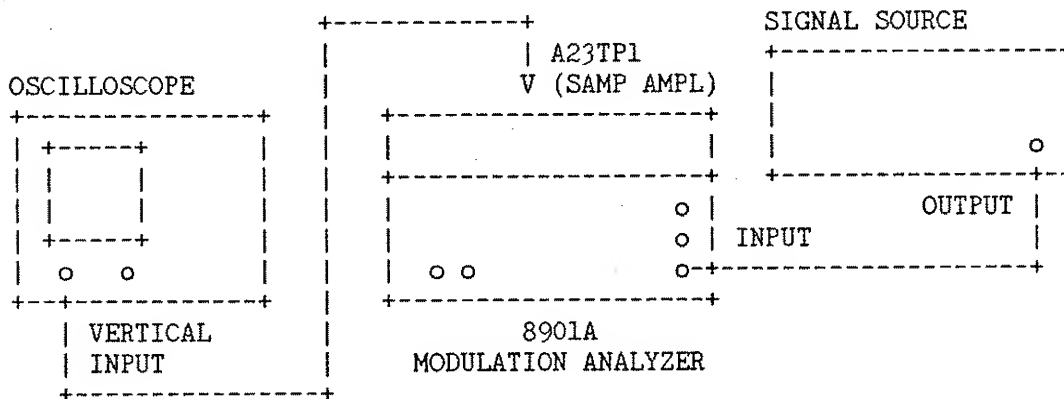 SIGNAL SOURCE
A23TP1
V (SAMP AMPL)
OSCILLOSCOPE
OUTPUT
INPUT
VERTICAL
INPUT
8901A
MODULATION ANALYZER